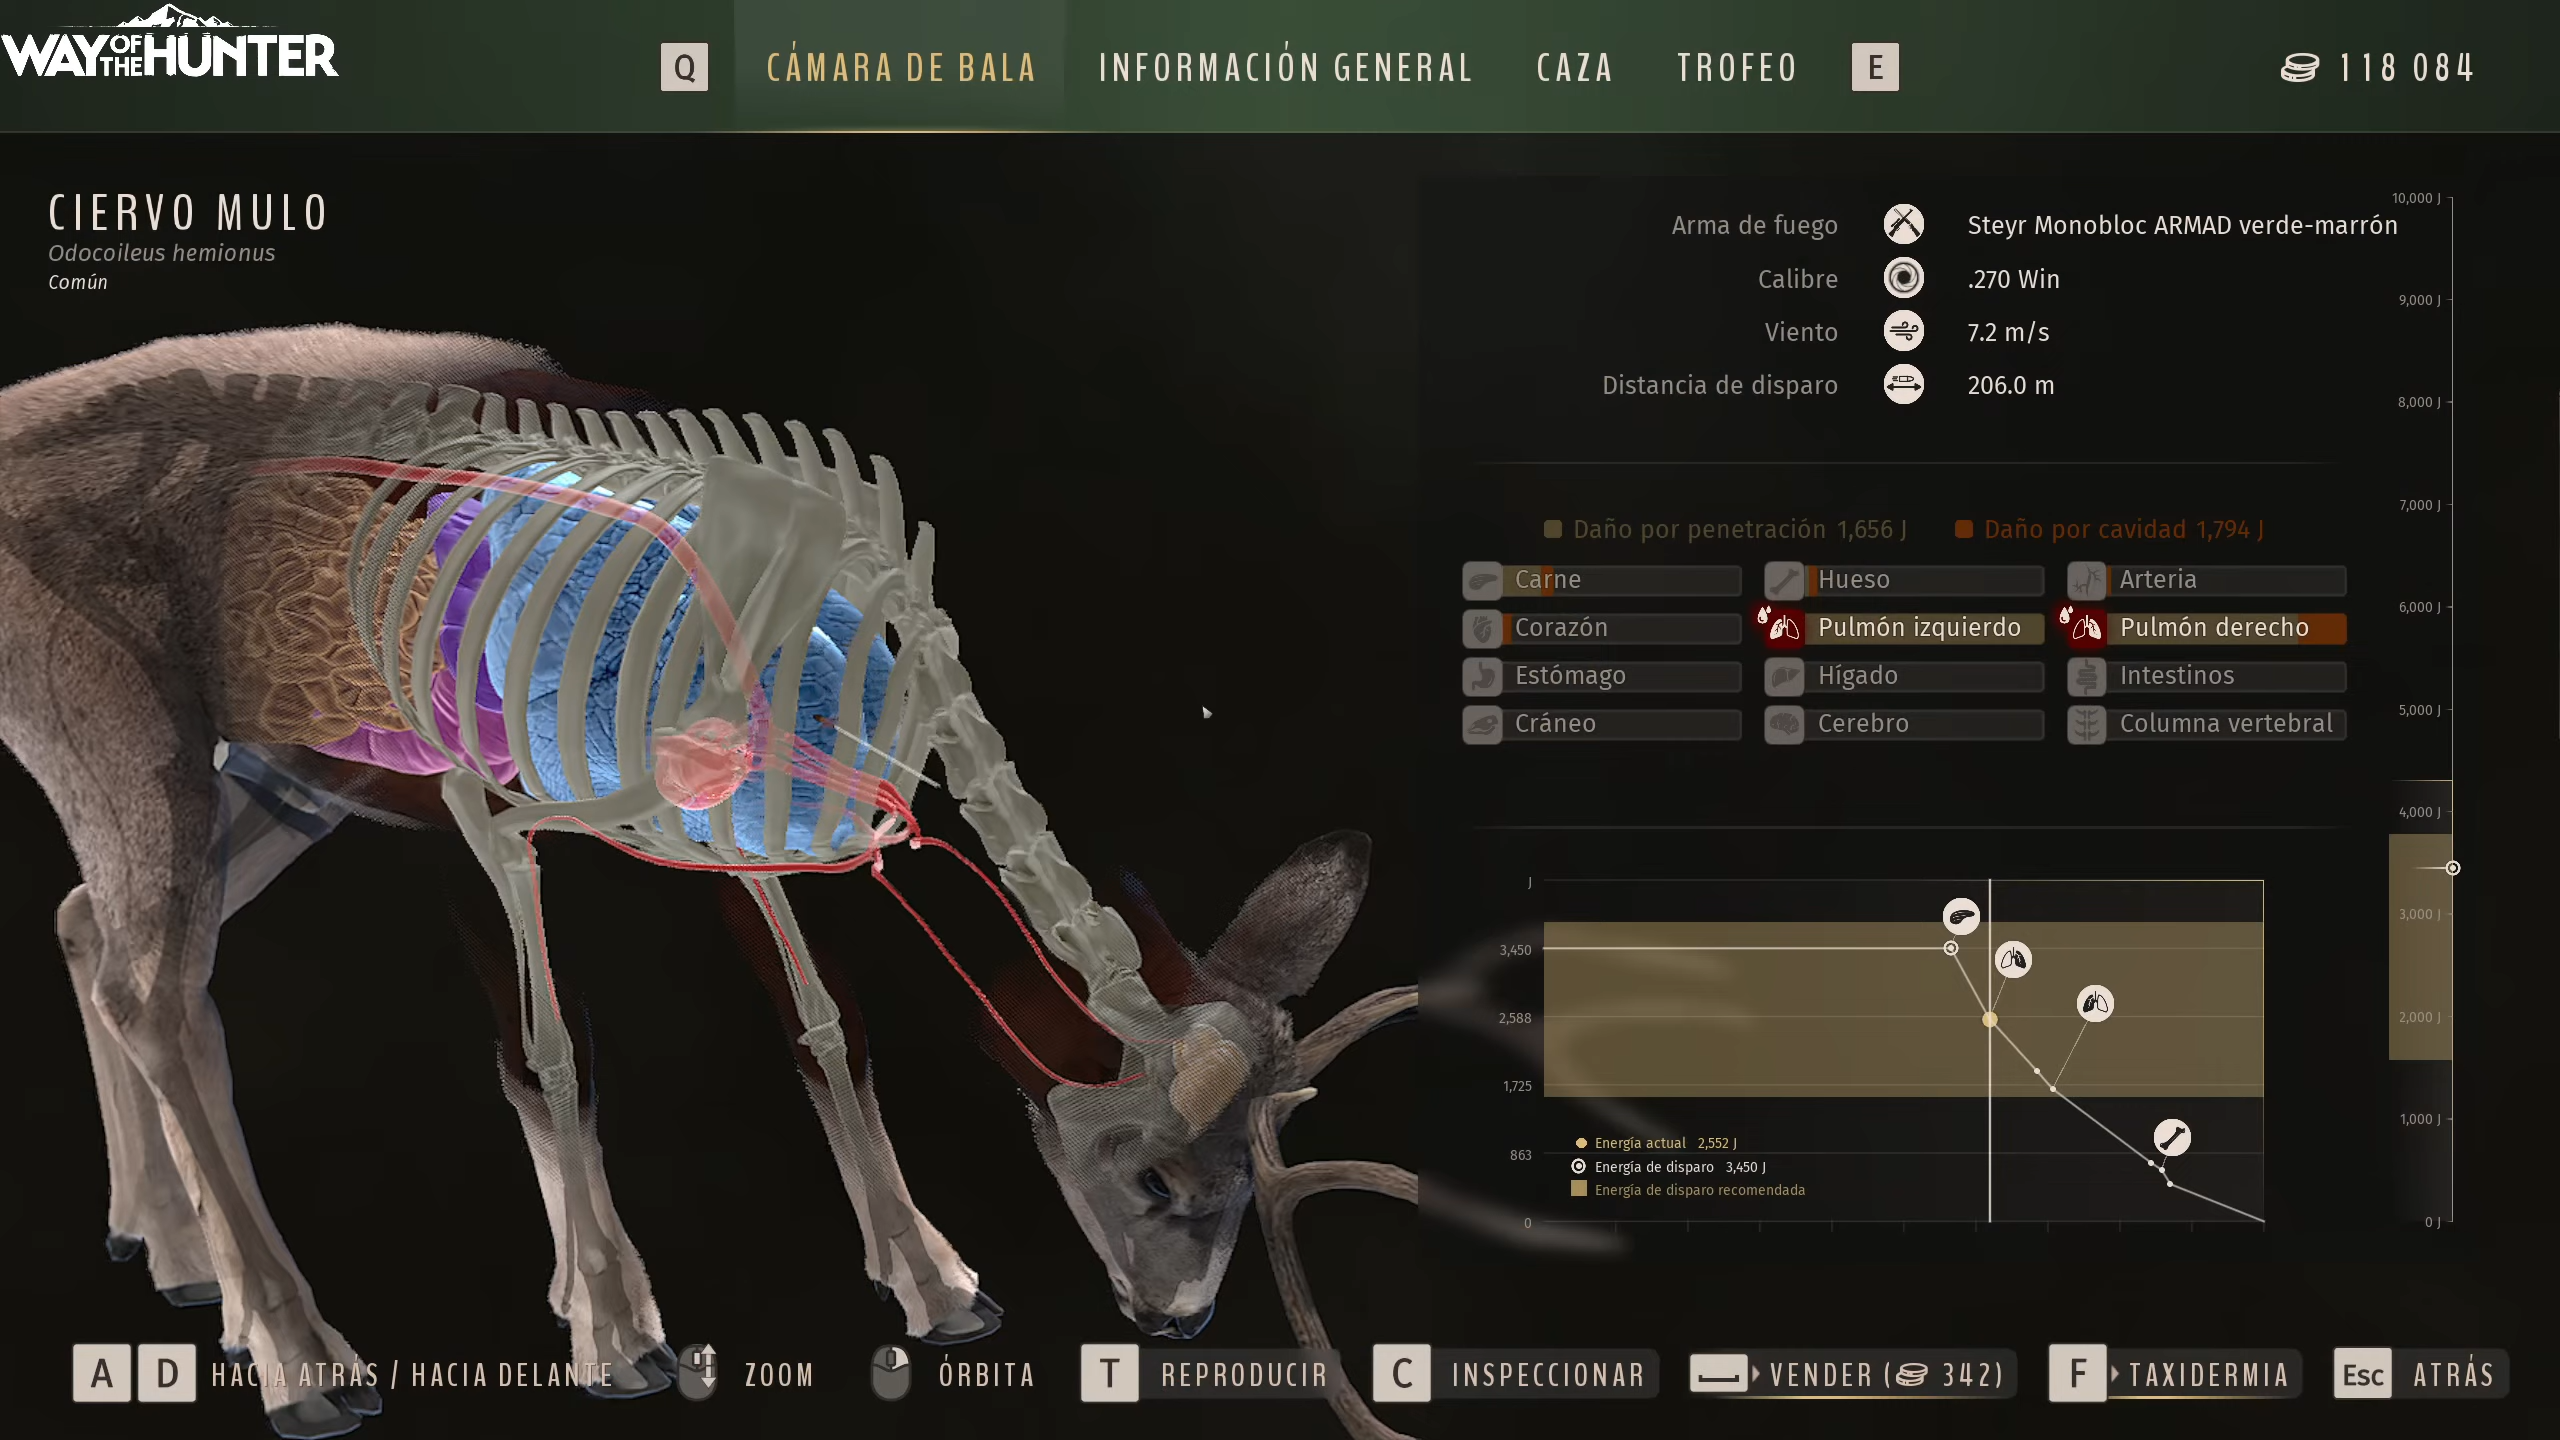 WAY OF THE HUNTER
Q CÁMARA DE BALA INFORMACIÓN GENERAL CAZA TROFEO E
118 084
CIERVO MULO
Odocoileus hemionus
Común
Arma de fuego Steyr Monobloc ARMAD verde-marrón
Calibre .270 Win
Viento 7.2 m/s
Distancia de disparo 206.0 m
Daño por penetración 1,656 J Daño por cavidad 1,794 J
Carne Hueso Arteria
Corazón Pulmón izquierdo Pulmón derecho
Estómago Hígado Intestinos
Cráneo Cerebro Columna vertebral
J
3,450
2,588
1,725
863
0
Energía actual 2,552 J
Energía de disparo 3,450 J
Energía de disparo recomendada
10,000 J
9,000 J
8,000 J
7,000 J
6,000 J
5,000 J
4,000 J
3,000 J
2,000 J
1,000 J
0 J
A D HACIA ATRÁS / HACIA DELANTE ZOOM ÓRBITA T REPRODUCIR C INSPECCIONAR VENDER ( 342) F TAXIDERMIA Esc ATRÁS